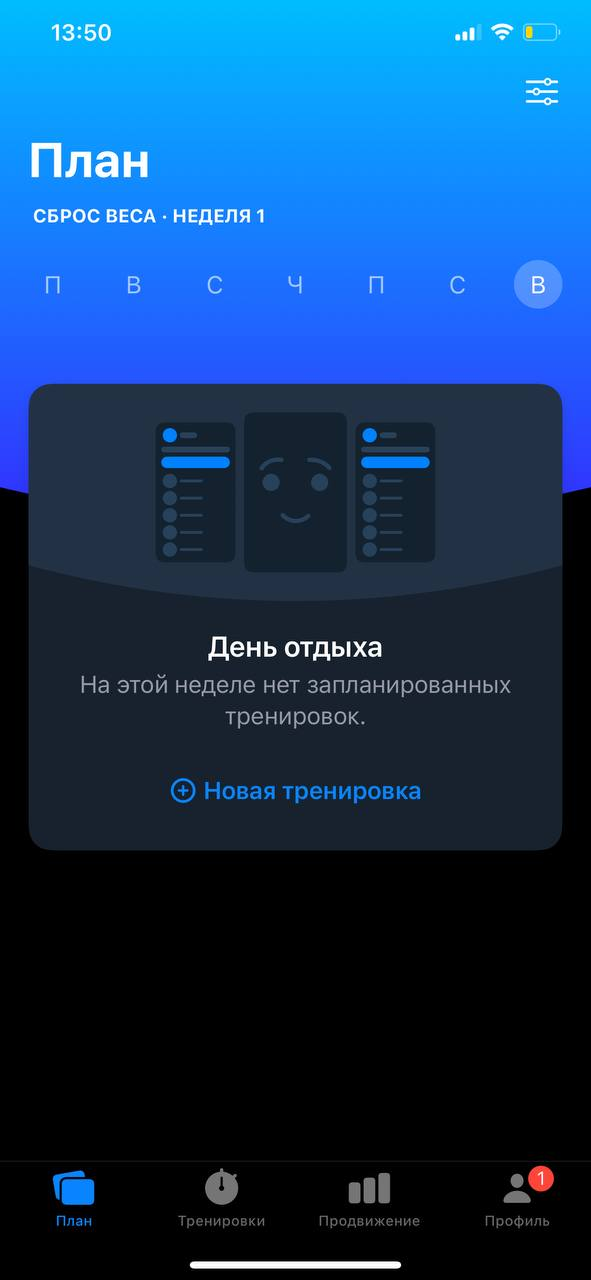 13:50
План
СБРОС ВЕСА · НЕДЕЛЯ 1
П В С Ч П С В
День отдыха
На этой неделе нет запланированных
тренировок.
Новая тренировка
1
План Тренировки Продвижение Профиль